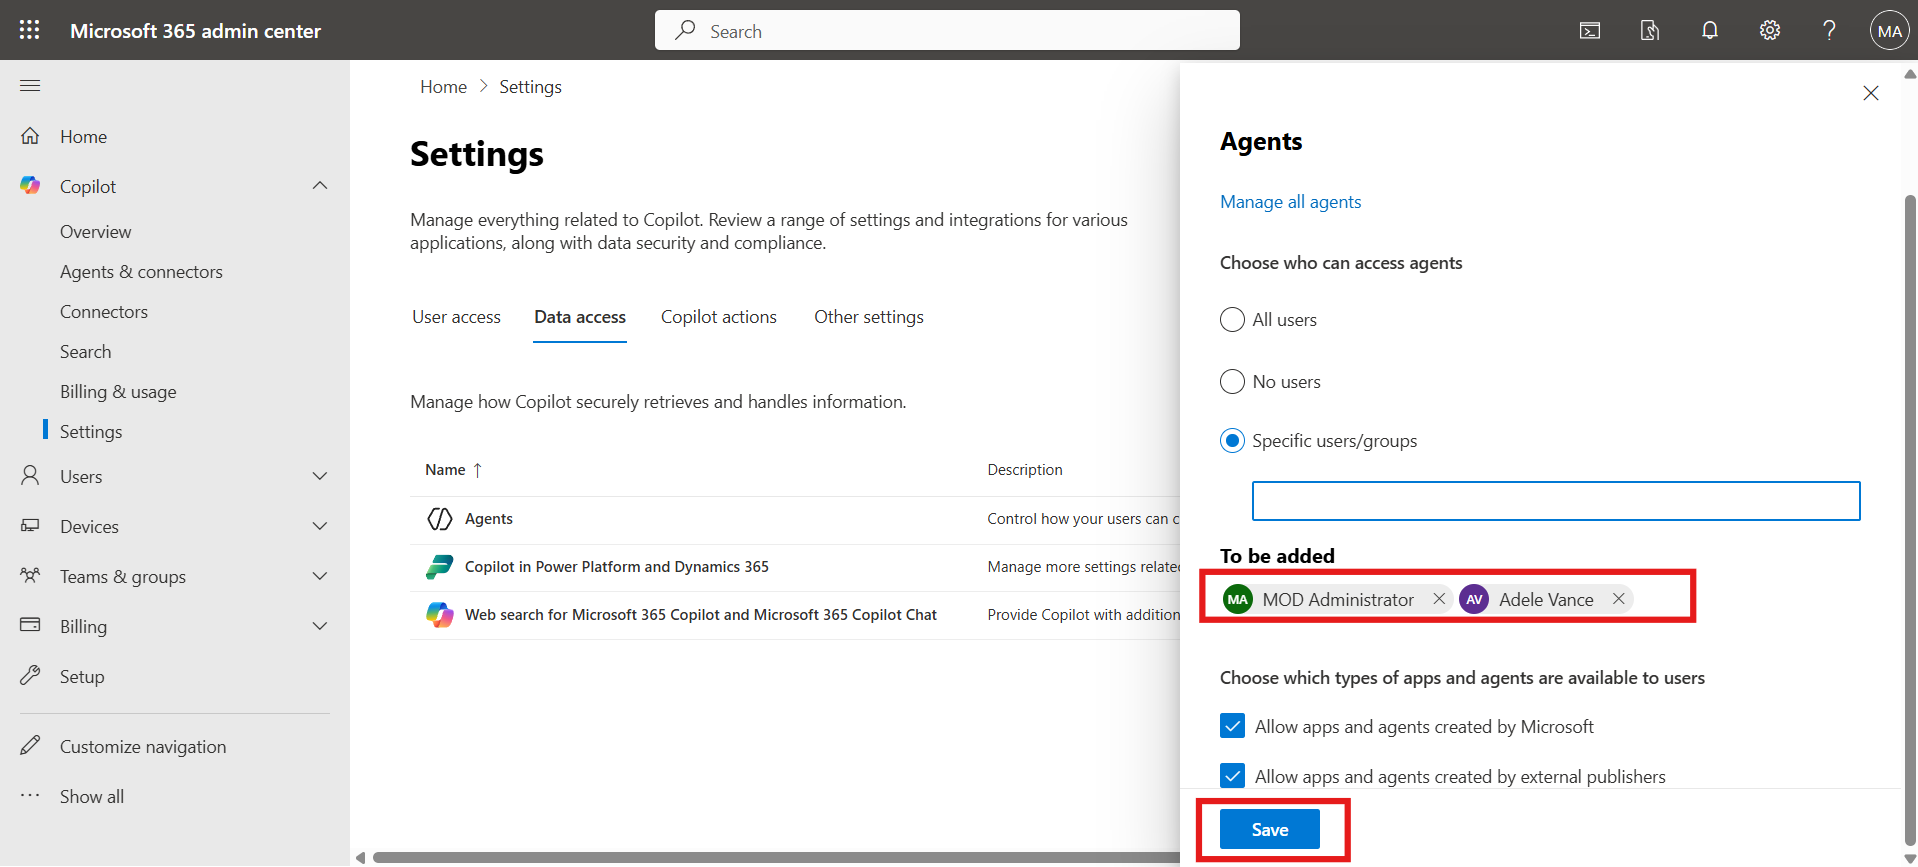 Microsoft 365 admin center
Search
MA
Home
Copilot
Overview
Agents & connectors
Connectors
Search
Billing & usage
Settings
Users
Devices
Teams & groups
Billing
Setup
Customize navigation
Show all
Home > Settings
Settings
Manage everything related to Copilot. Review a range of settings and integrations for various
applications, along with data security and compliance.
User access Data access Copilot actions Other settings
Manage how Copilot securely retrieves and handles information.
Name ↑ Description
Agents Control how your users can c
Copilot in Power Platform and Dynamics 365 Manage more settings relate
Web search for Microsoft 365 Copilot and Microsoft 365 Copilot Chat Provide Copilot with addition
Agents
Manage all agents
Choose who can access agents
All users
No users
Specific users/groups
To be added
MA MOD Administrator AV Adele Vance
Choose which types of apps and agents are available to users
Allow apps and agents created by Microsoft
Allow apps and agents created by external publishers
Save